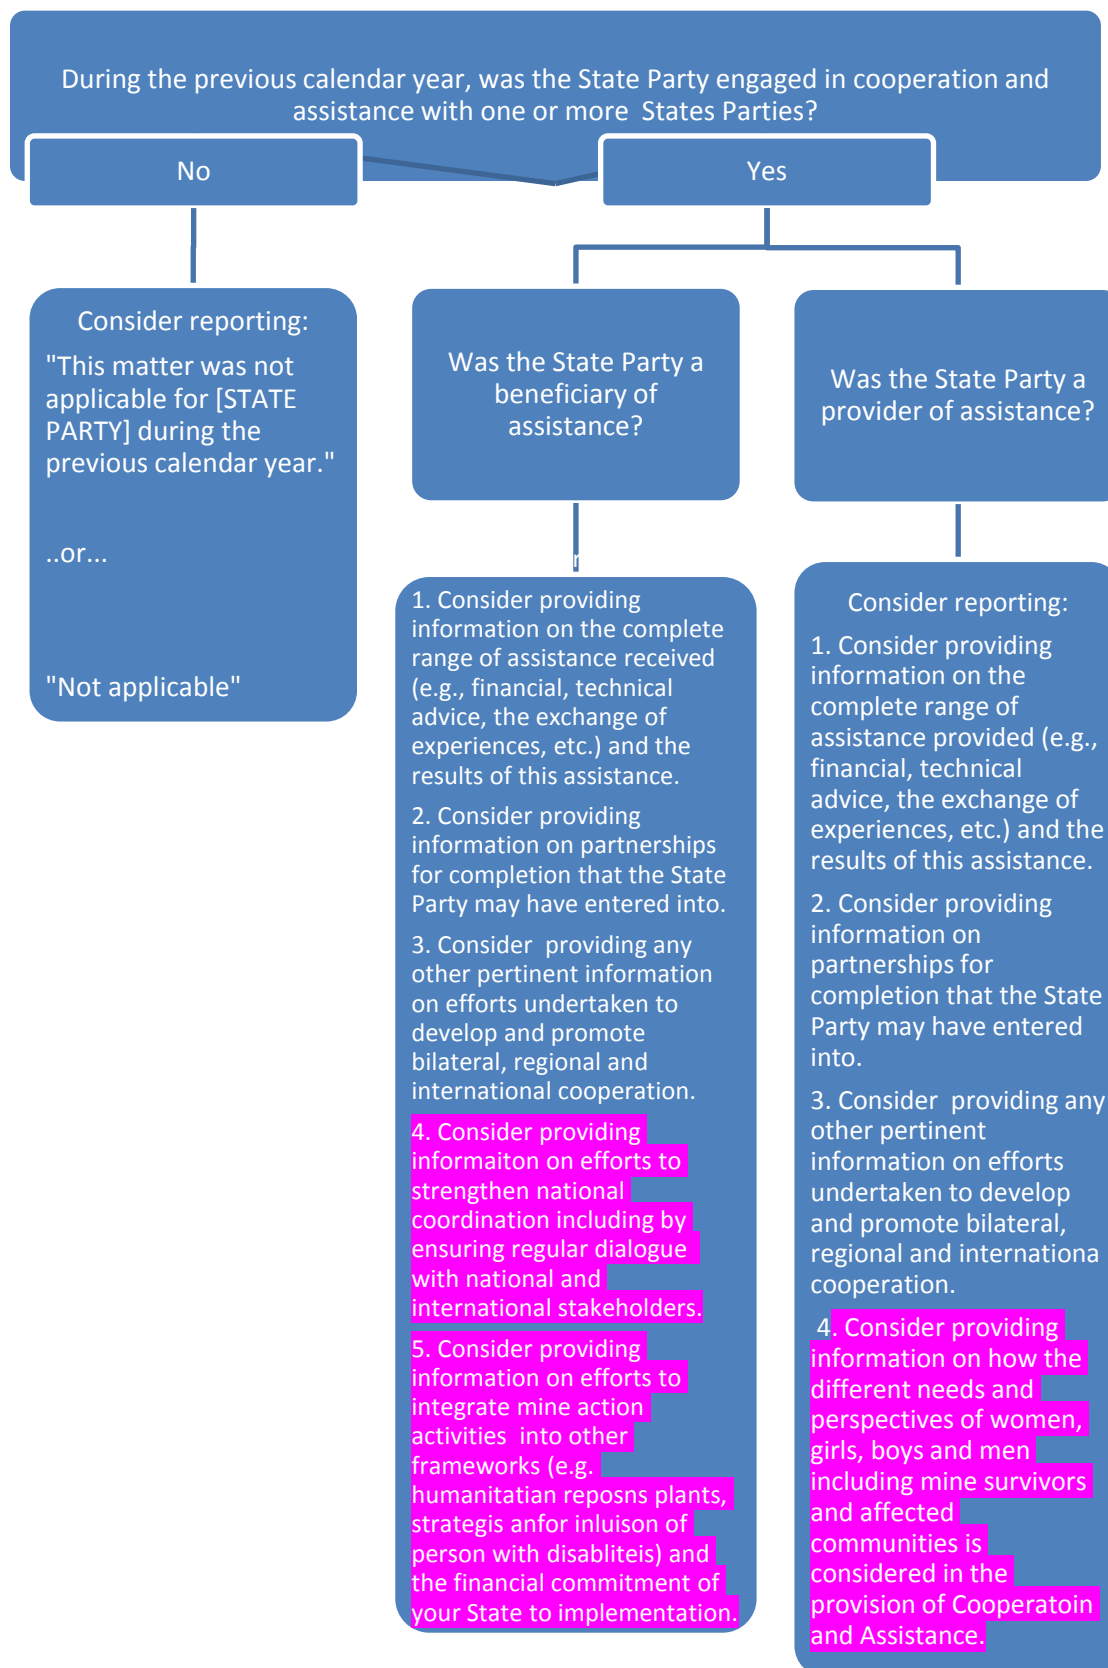 During the previous calendar year, was the State Party engaged in cooperation and
assistance with one or more  States Parties?
No
Yes
Consider reporting:
"This matter was not
applicable for [STATE
PARTY] during the
previous calendar year."
..or...
"Not applicable"
Was the State Party a
beneficiary of
assistance?
1. Consider providing
information on the complete
range of assistance received
(e.g., financial, technical
advice, the exchange of
experiences, etc.) and the
results of this assistance.
2. Consider providing
information on partnerships
for completion that the State
Party may have entered into.
3. Consider  providing any
other pertinent information
on efforts undertaken to
develop and promote
bilateral, regional and
international cooperation.
4. Consider providing
informaiton on efforts to
strengthen national
coordination including by
ensuring regular dialogue
with national and
international stakeholders.
5. Consider providing
information on efforts to
integrate mine action
activities  into other
frameworks (e.g.
humanitatian reposns plants,
strategis anfor inluison of
person with disabliteis) and
the financial commitment of
your State to implementation.
Was the State Party a
provider of assistance?
Consider reporting:
1. Consider providing
information on the
complete range of
assistance provided (e.g.,
financial, technical
advice, the exchange of
experiences, etc.) and the
results of this assistance.
2. Consider providing
information on
partnerships for
completion that the State
Party may have entered
into.
3. Consider  providing any
other pertinent
information on efforts
undertaken to develop
and promote bilateral,
regional and internationa
cooperation.
4. Consider providing
information on how the
different needs and
perspectives of women,
girls, boys and men
including mine survivors
and affected
communities is
considered in the
provision of Cooperatoin
and Assistance.